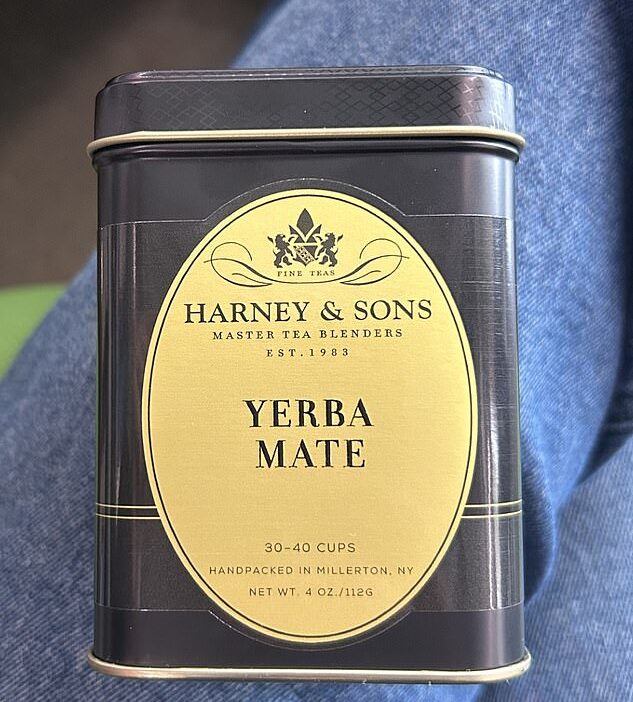 FINE TEAS
HARNEY & SONS
MASTER TEA BLENDERS
EST. 1983
YERBA
MATE
30–40 CUPS
HANDPACKED IN MILLERTON, NY
NET WT. 4 OZ./112G